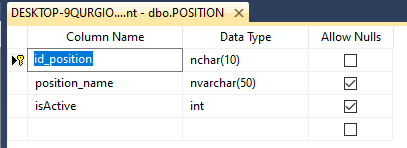 DESKTOP-9QURGIO....nt - dbo.POSITION
Column Name Data Type Allow Nulls
id_position nchar(10)
position_name nvarchar(50)
isActive int